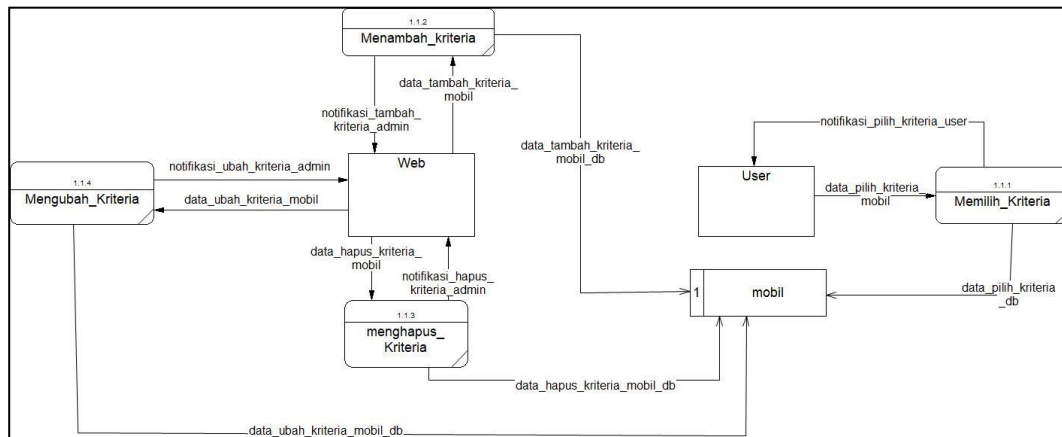 1.1.2
Menambah_kriteria
data_tambah_kriteria_
mobil
notifikasi_tambah_
kriteria_admin
data_tambah_kriteria_
mobil_db
notifikasi_pilih_kriteria_user
notifikasi_ubah_kriteria_admin
Web
User
1.1.4
Mengubah_Kriteria
data_ubah_kriteria_mobil
data_pilih_kriteria_
mobil
1.1.1
Memilih_Kriteria
data_hapus_kriteria_
mobil
notifikasi_hapus_
kriteria_admin
1
mobil
data_pilih_kriteria
_db
1.1.3
menghapus_
Kriteria
data_hapus_kriteria_mobil_db
data_ubah_kriteria_mobil_db